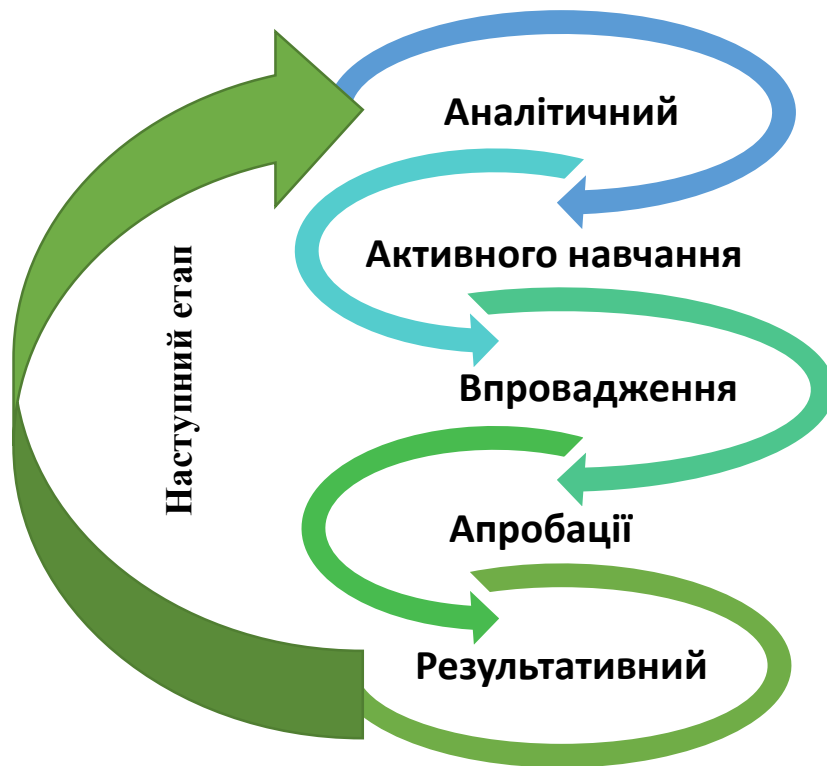 Аналітичний
Активного навчання
Впровадження
Апробації
Результативний
Наступний етап